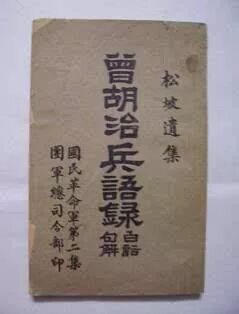 松坡遺集
曾胡治兵語録
白話
句解
國民革命軍第二集
團軍總司令部印